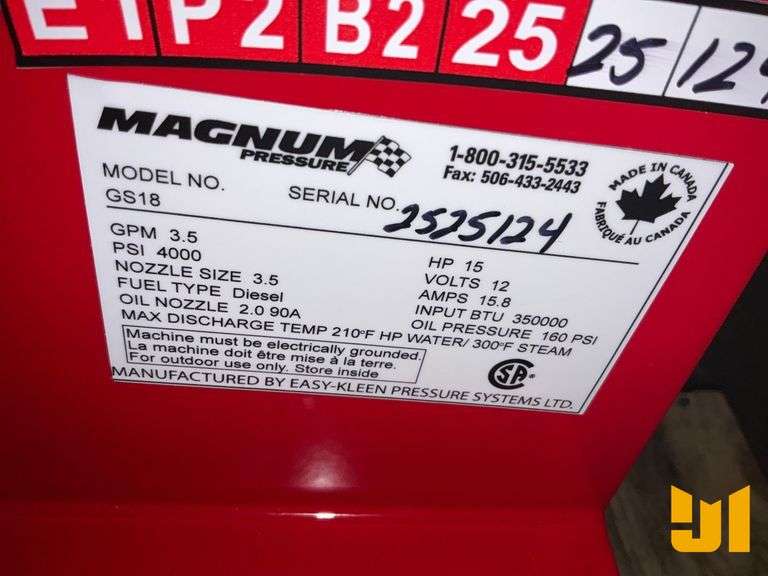 E1P2 B2 25 25 124
MAGNUM
PRESSURE
1-800-315-5533
Fax: 506-433-2443
MADE IN CANADA
FABRIQUÉ AU CANADA
MODEL NO.
GS18
SERIAL NO. 2525124
GPM 3.5
PSI 4000
NOZZLE SIZE 3.5
FUEL TYPE Diesel
OIL NOZZLE 2.0 90A
HP 15
VOLTS 12
AMPS 15.8
INPUT BTU 350000
OIL PRESSURE 160 PSI
MAX DISCHARGE TEMP 210°F HP WATER/ 300°F STEAM
Machine must be electrically grounded.
La machine doit être mise à la terre.
For outdoor use only. Store inside
CSA
MANUFACTURED BY EASY-KLEEN PRESSURE SYSTEMS LTD.